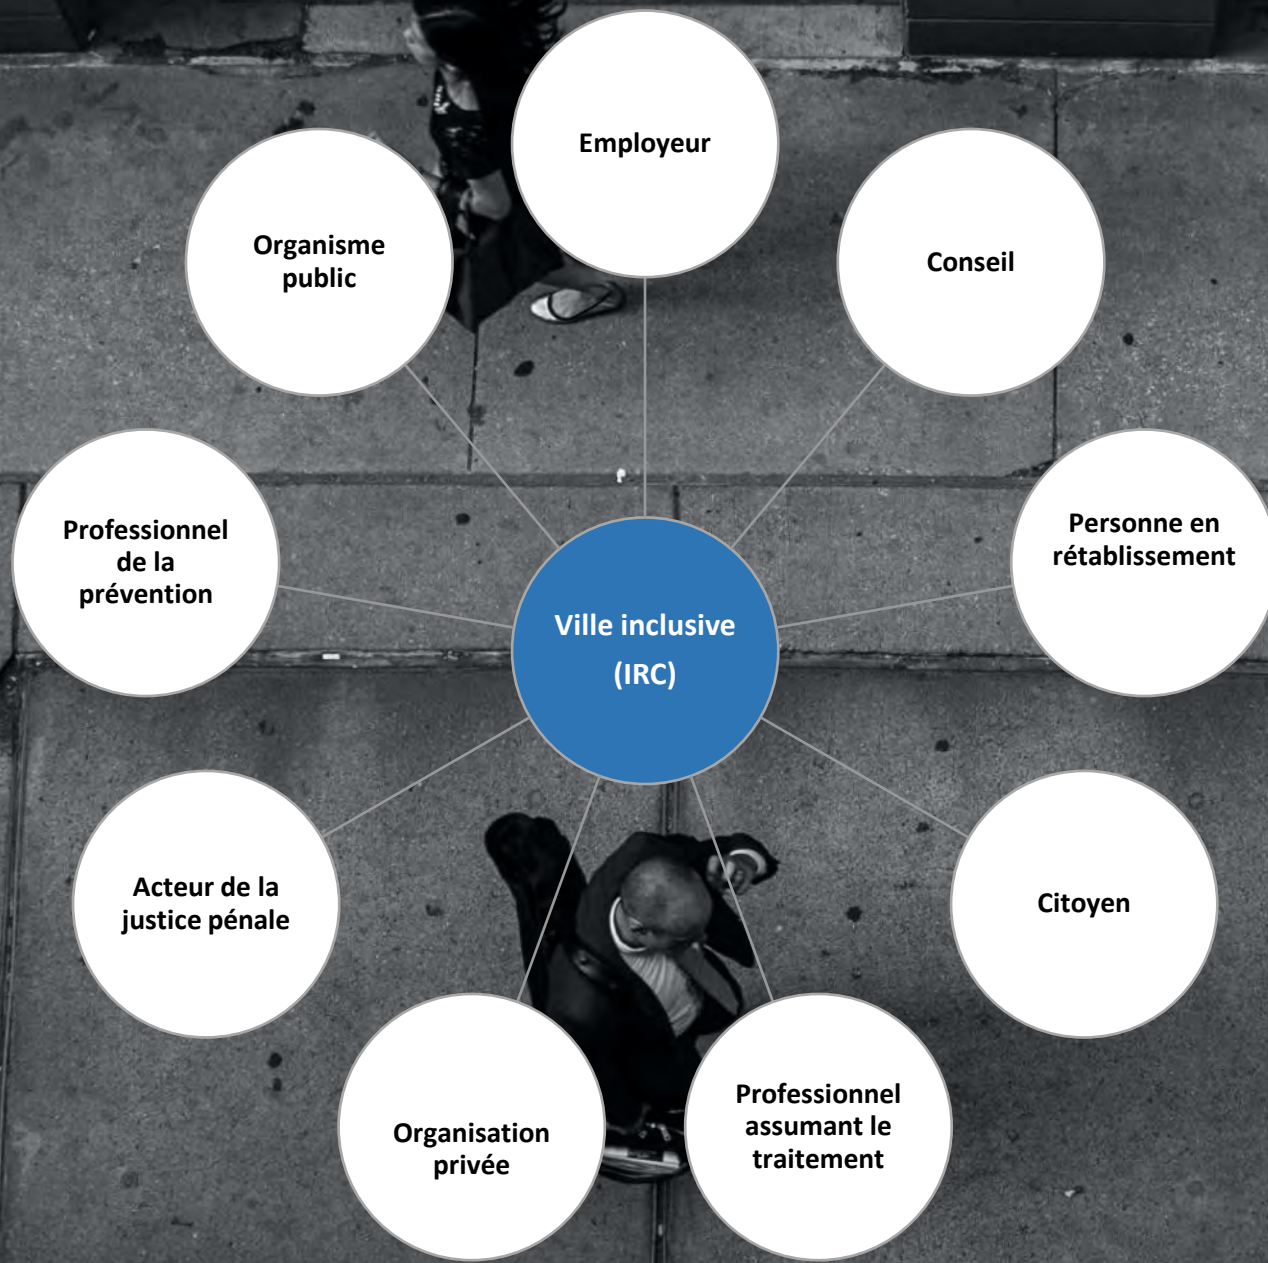 Employeur
Organisme
public
Conseil
Professionnel
de la
prévention
Personne en
rétablissement
Ville inclusive
(IRC)
Acteur de la
justice pénale
Citoyen
Organisation
privée
Professionnel
assumant le
traitement